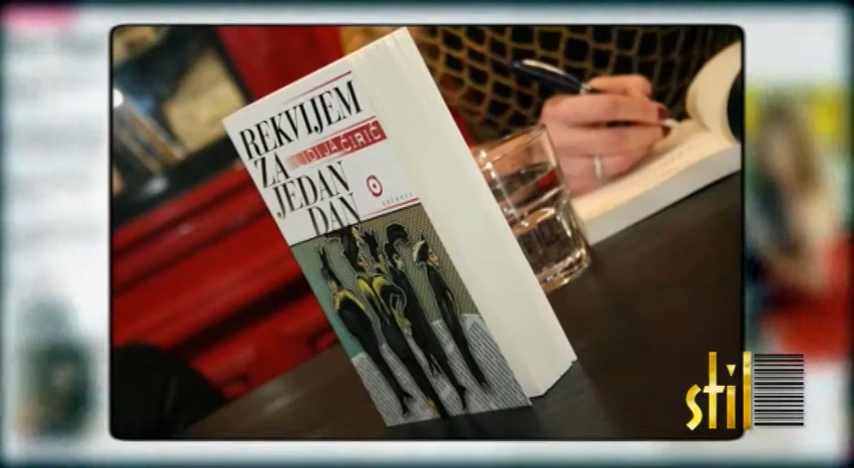 REKVIJEM
ZA
JEDAN
DAN
stil